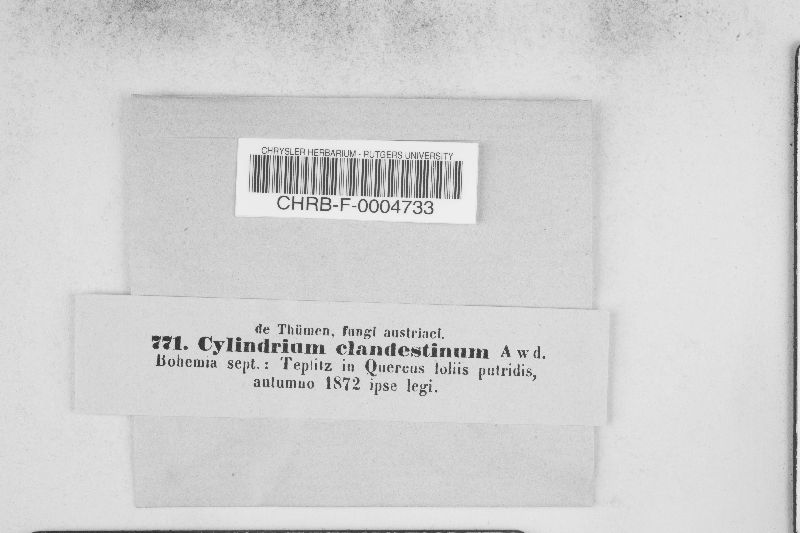 CHRYSLER HERBARIUM - RUTGERS UNIVERSITY
CHRB-F-0004733
de Thümen, fungi austriaci.
771. Cylindrium clandestinum Awd.
Bohemia sept.: Teplitz in Quercus foliis putridis,
autumno 1872 ipse legi.